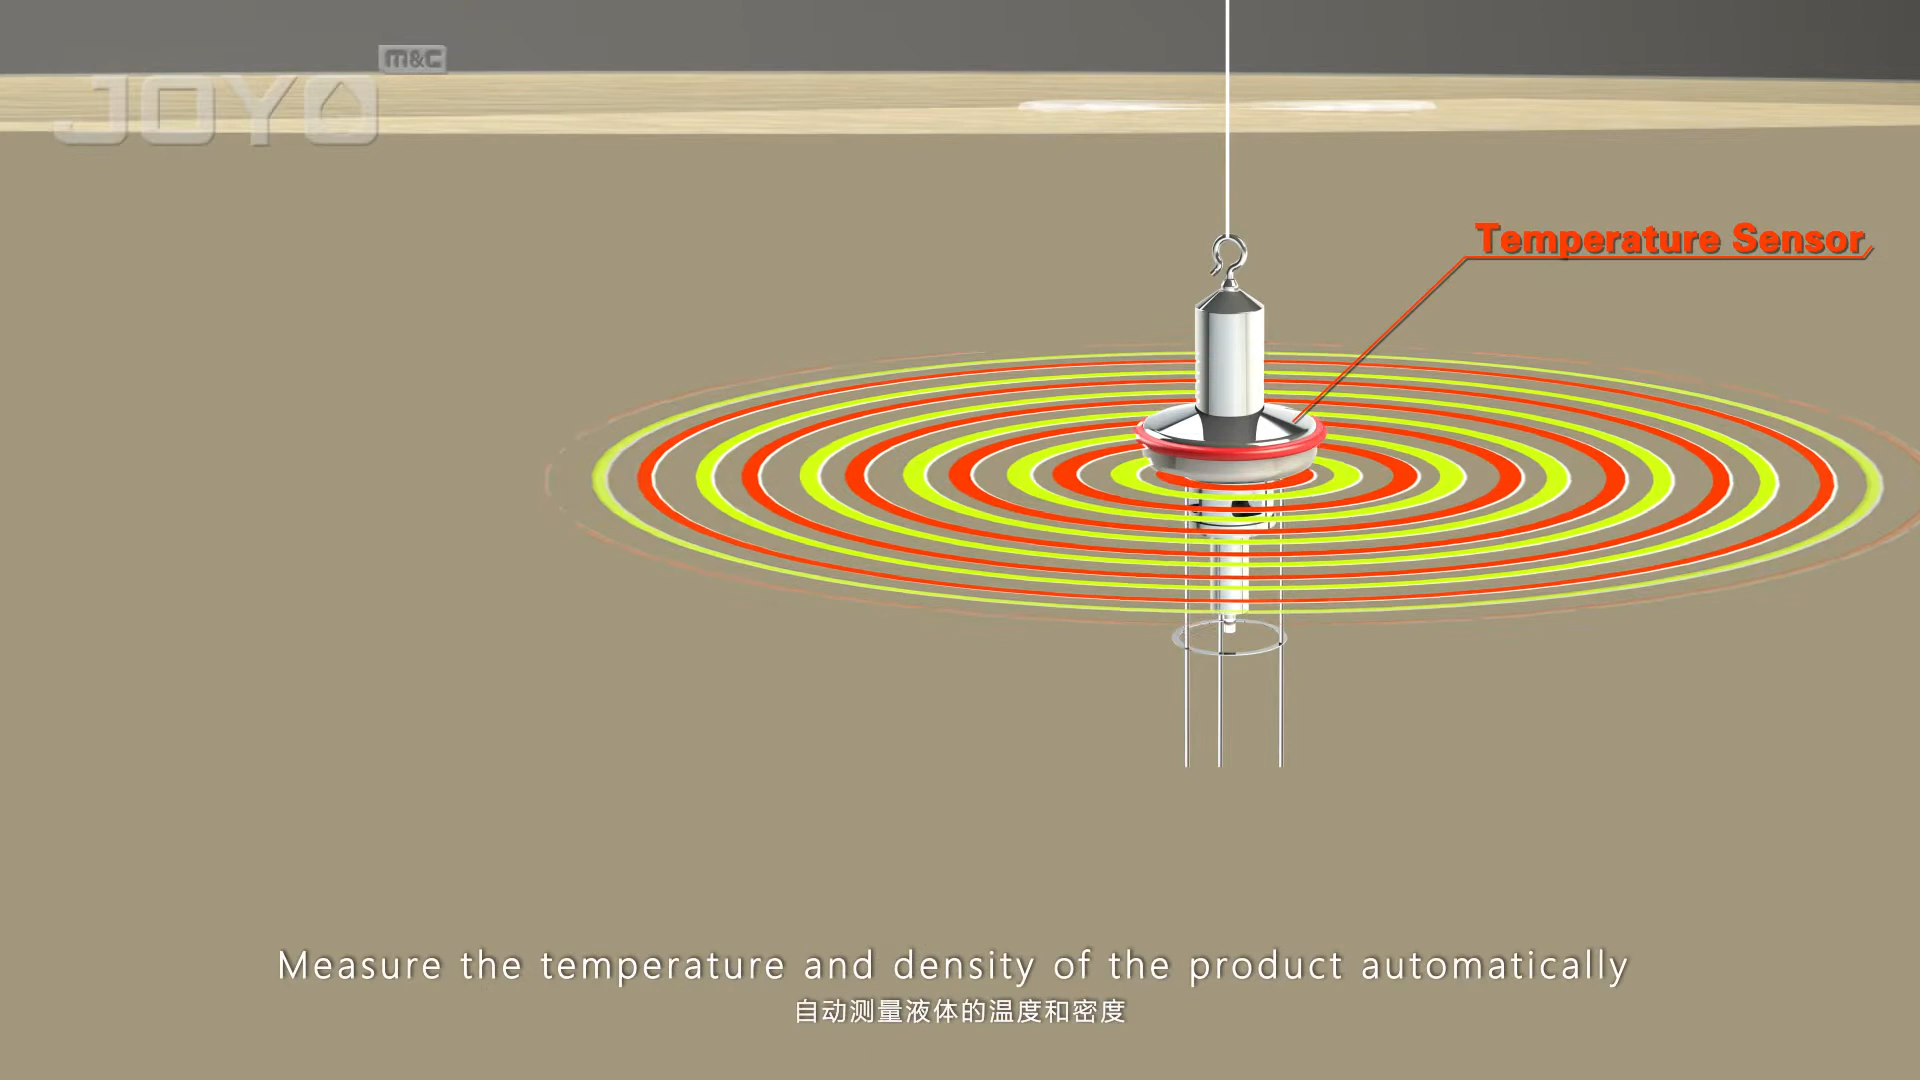 M&C
JOYO
Temperature Sensor
Measure the temperature and density of the product automatically
自动测量液体的温度和密度